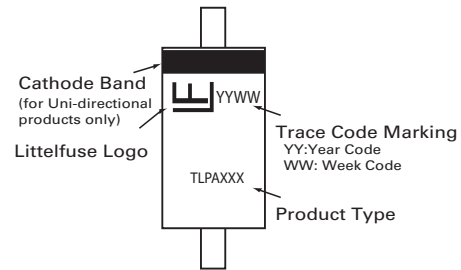 Cathode Band
(for Uni-directional
products only)
Littelfuse Logo
LF
YYWW
Trace Code Marking
YY:Year Code
WW: Week Code
TLPAXXX
Product Type